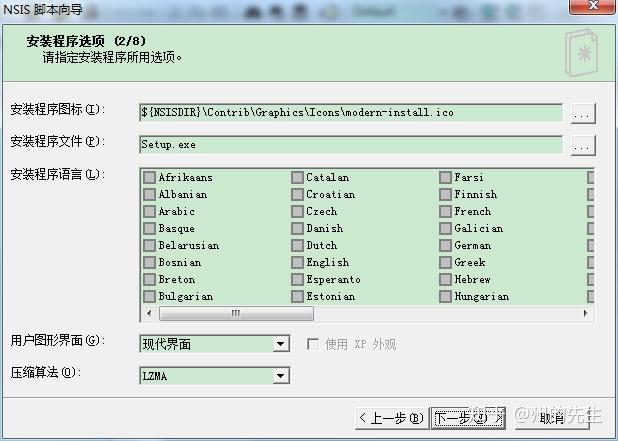 NSIS 脚本向导
安装程序选项 (2/8)
请指定安装程序所用选项。
安装程序图标(I):
${NSISDIR}\Contrib\Graphics\Icons\modern-install.ico
...
安装程序文件(F):
Setup.exe
...
安装程序语言(L):
Afrikaans Catalan Farsi
Albanian Croatian Finnish
Arabic Czech French
Basque Danish Galician
Belarusian Dutch German
Bosnian English Greek
Breton Esperanto Hebrew
Bulgarian Estonian Hungarian
用户图形界面(G):
现代界面
使用 XP 外观
压缩算法(O):
LZMA
<上一步(B)
下一步(N)>
取消
知乎 @州的先生